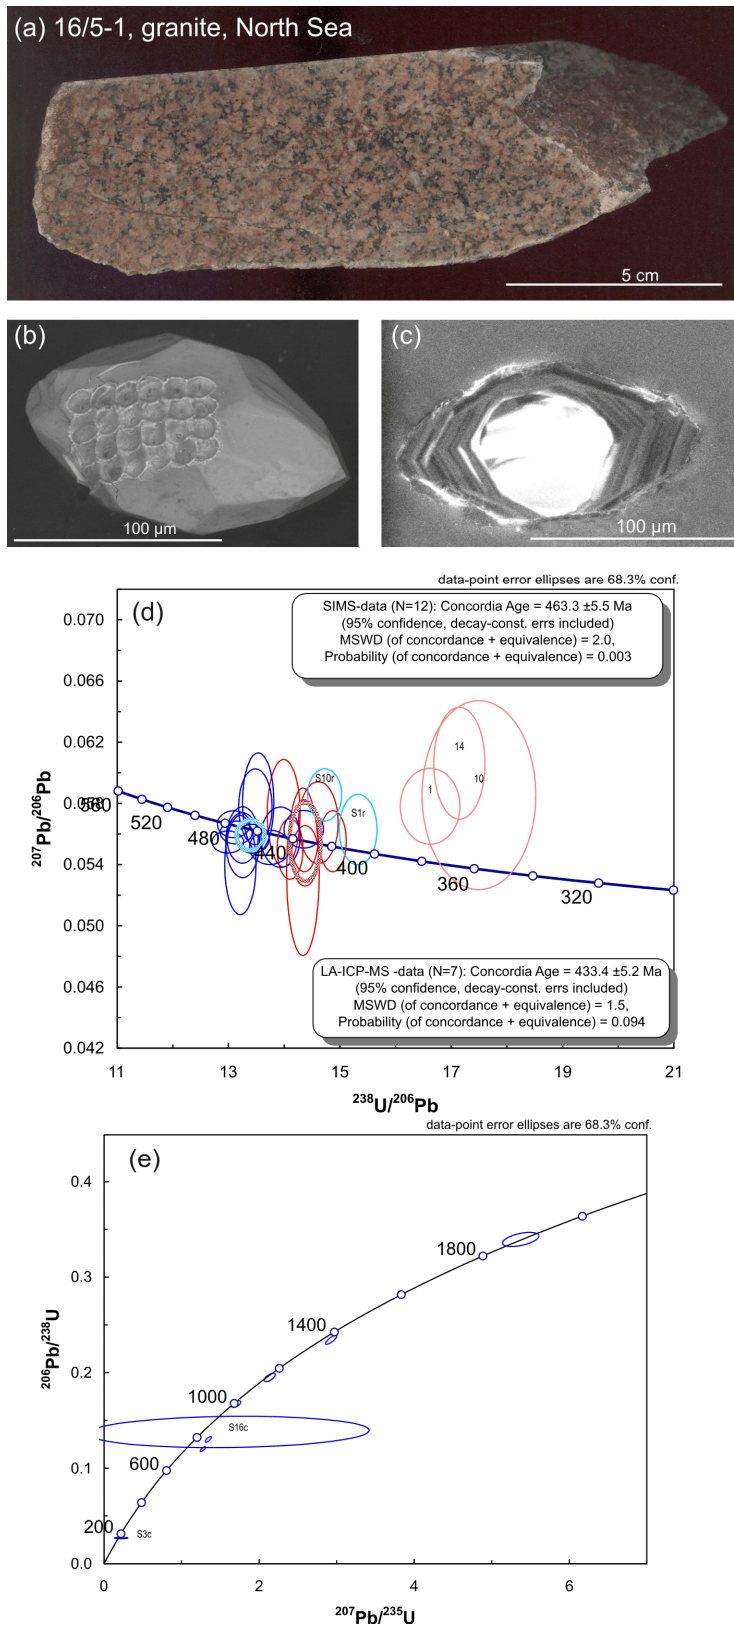 (a) 16/5-1, granite, North Sea
5 cm
(b)
100 µm
(c)
100 µm
data-point error ellipses are 68.3% conf.
(d)
SIMS-data (N=12): Concordia Age = 463.3 ±5.5 Ma
(95% confidence, decay-const. errs included)
MSWD (of concordance + equivalence) = 2.0,
Probability (of concordance + equivalence) = 0.003
0.070
0.066
0.062
0.054
0.050
0.046
0.042
207Pb/206Pb
520
480
440
400
360
320
S10r
S1r
14
10
1
LA-ICP-MS -data (N=7): Concordia Age = 433.4 ±5.2 Ma
(95% confidence, decay-const. errs included)
MSWD (of concordance + equivalence) = 1.5,
Probability (of concordance + equivalence) = 0.094
11 13 15 17 19 21
238U/206Pb
data-point error ellipses are 68.3% conf.
(e)
0.4
0.3
0.2
0.1
0.0
206Pb/238U
1800
1400
1000
S16c
600
200
S3c
0 2 4 6
207Pb/235U